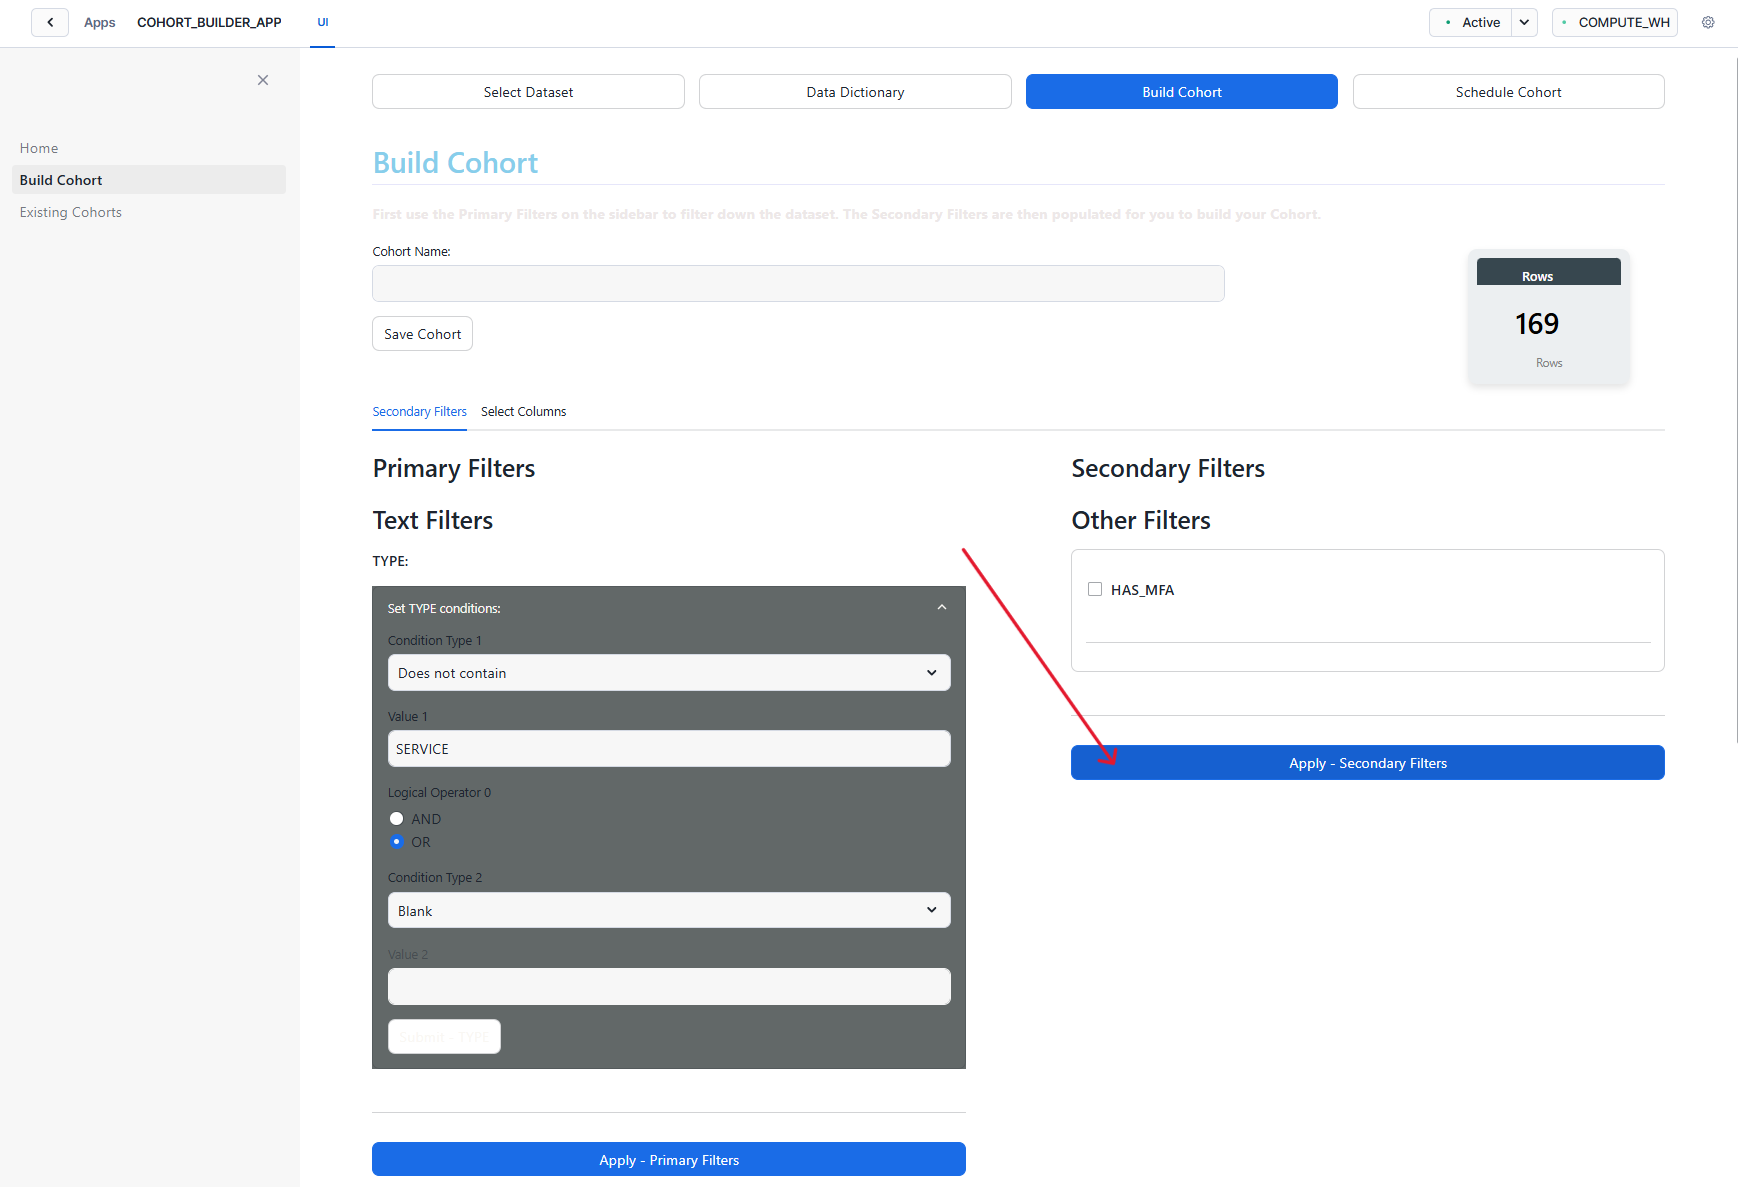 Apps COHORT_BUILDER_APP UI Active COMPUTE_WH
Home
Build Cohort
Existing Cohorts
Select Dataset Data Dictionary Build Cohort Schedule Cohort
Build Cohort
First use the Primary Filters on the sidebar to filter down the dataset. The Secondary Filters are then populated for you to build your Cohort.
Cohort Name:
Save Cohort
Rows
169
Rows
Secondary Filters Select Columns
Primary Filters
Text Filters
TYPE:
Set TYPE conditions:
Condition Type 1
Does not contain
Value 1
SERVICE
Logical Operator 0
AND
OR
Condition Type 2
Blank
Value 2
Submit - TYPE
Apply - Primary Filters
Secondary Filters
Other Filters
HAS_MFA
Apply - Secondary Filters